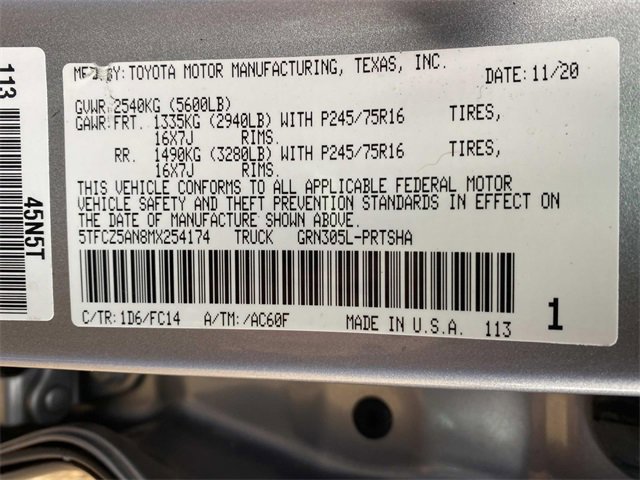 MFD.BY: TOYOTA MOTOR MANUFACTURING, TEXAS, INC. DATE: 11/20
GVWR: 2540KG (5600LB)
GAWR: FRT. 1335KG (2940LB) WITH P245/75R16 TIRES,
16X7J RIMS.
RR. 1490KG (3280LB) WITH P245/75R16 TIRES,
16X7J RIMS.
THIS VEHICLE CONFORMS TO ALL APPLICABLE FEDERAL MOTOR
VEHICLE SAFETY AND THEFT PREVENTION STANDARDS IN EFFECT ON
THE DATE OF MANUFACTURE SHOWN ABOVE.
5TFCZ5AN8MX254174 TRUCK GRN305L-PRTSHA
C/TR: 1D6/FC14 A/TM: /AC60F MADE IN U.S.A. 113 1
113
45N5T